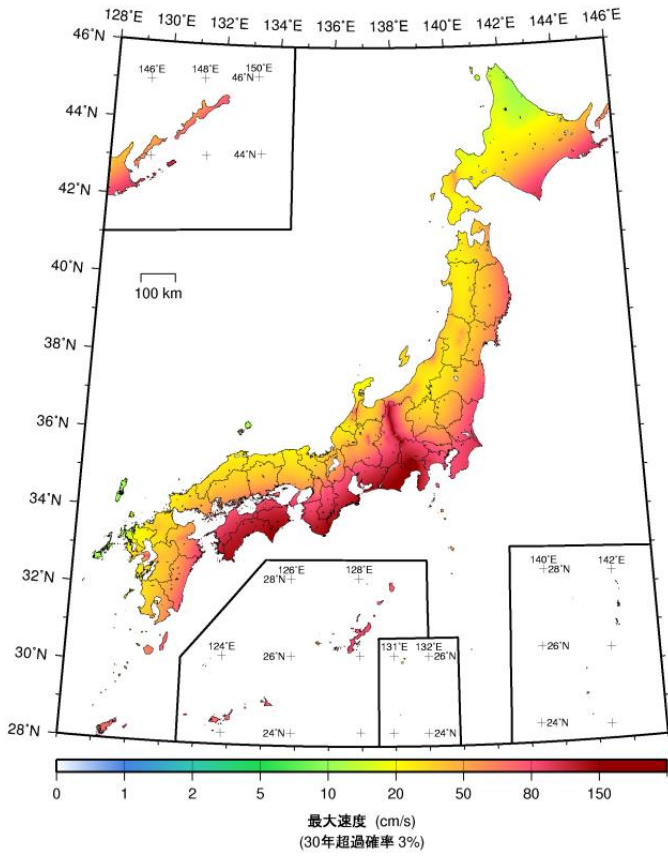 128°E 130°E 132°E 134°E 136°E 138°E 140°E 142°E 144°E 146°E
46°N
146°E 148°E 150°E
46°N
44°N
44°N
42°N
40°N
100 km
38°N
36°N
34°N
32°N
126°E 128°E
28°N
140°E 142°E
28°N
30°N
124°E
26°N
131°E 132°E
26°N
26°N
28°N
24°N
24°N
24°N
0 1 2 5 10 20 50 80 150
最大速度 (cm/s)
(30年超過確率 3%)